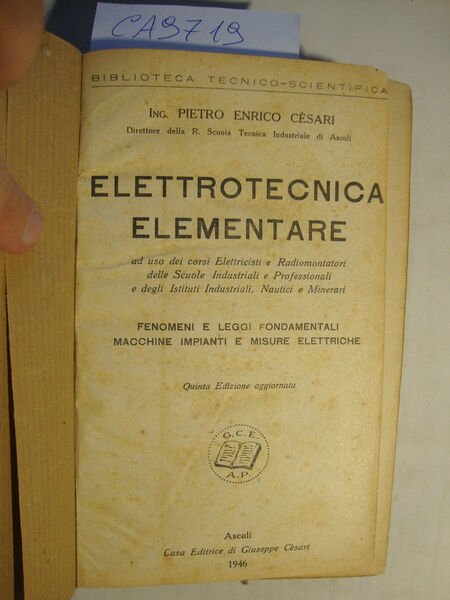 CA9719
BIBLIOTECA TECNICO-SCIENTIFICA
ING. PIETRO ENRICO CÈSARI
Direttore della R. Scuola Tecnica Industriale di Ascoli
ELETTROTECNICA
ELEMENTARE
ad uso dei corsi Elettricisti e Radiomontatori
delle Scuole Industriali e Professionali
e degli Istituti Industriali, Nautici e Minerari
FENOMENI E LEGGI FONDAMENTALI
MACCHINE IMPIANTI E MISURE ELETTRICHE
Quinta Edizione aggiornata
G.C.E.
A.P.
Ascoli
Casa Editrice di Giuseppe Cèsari
1946